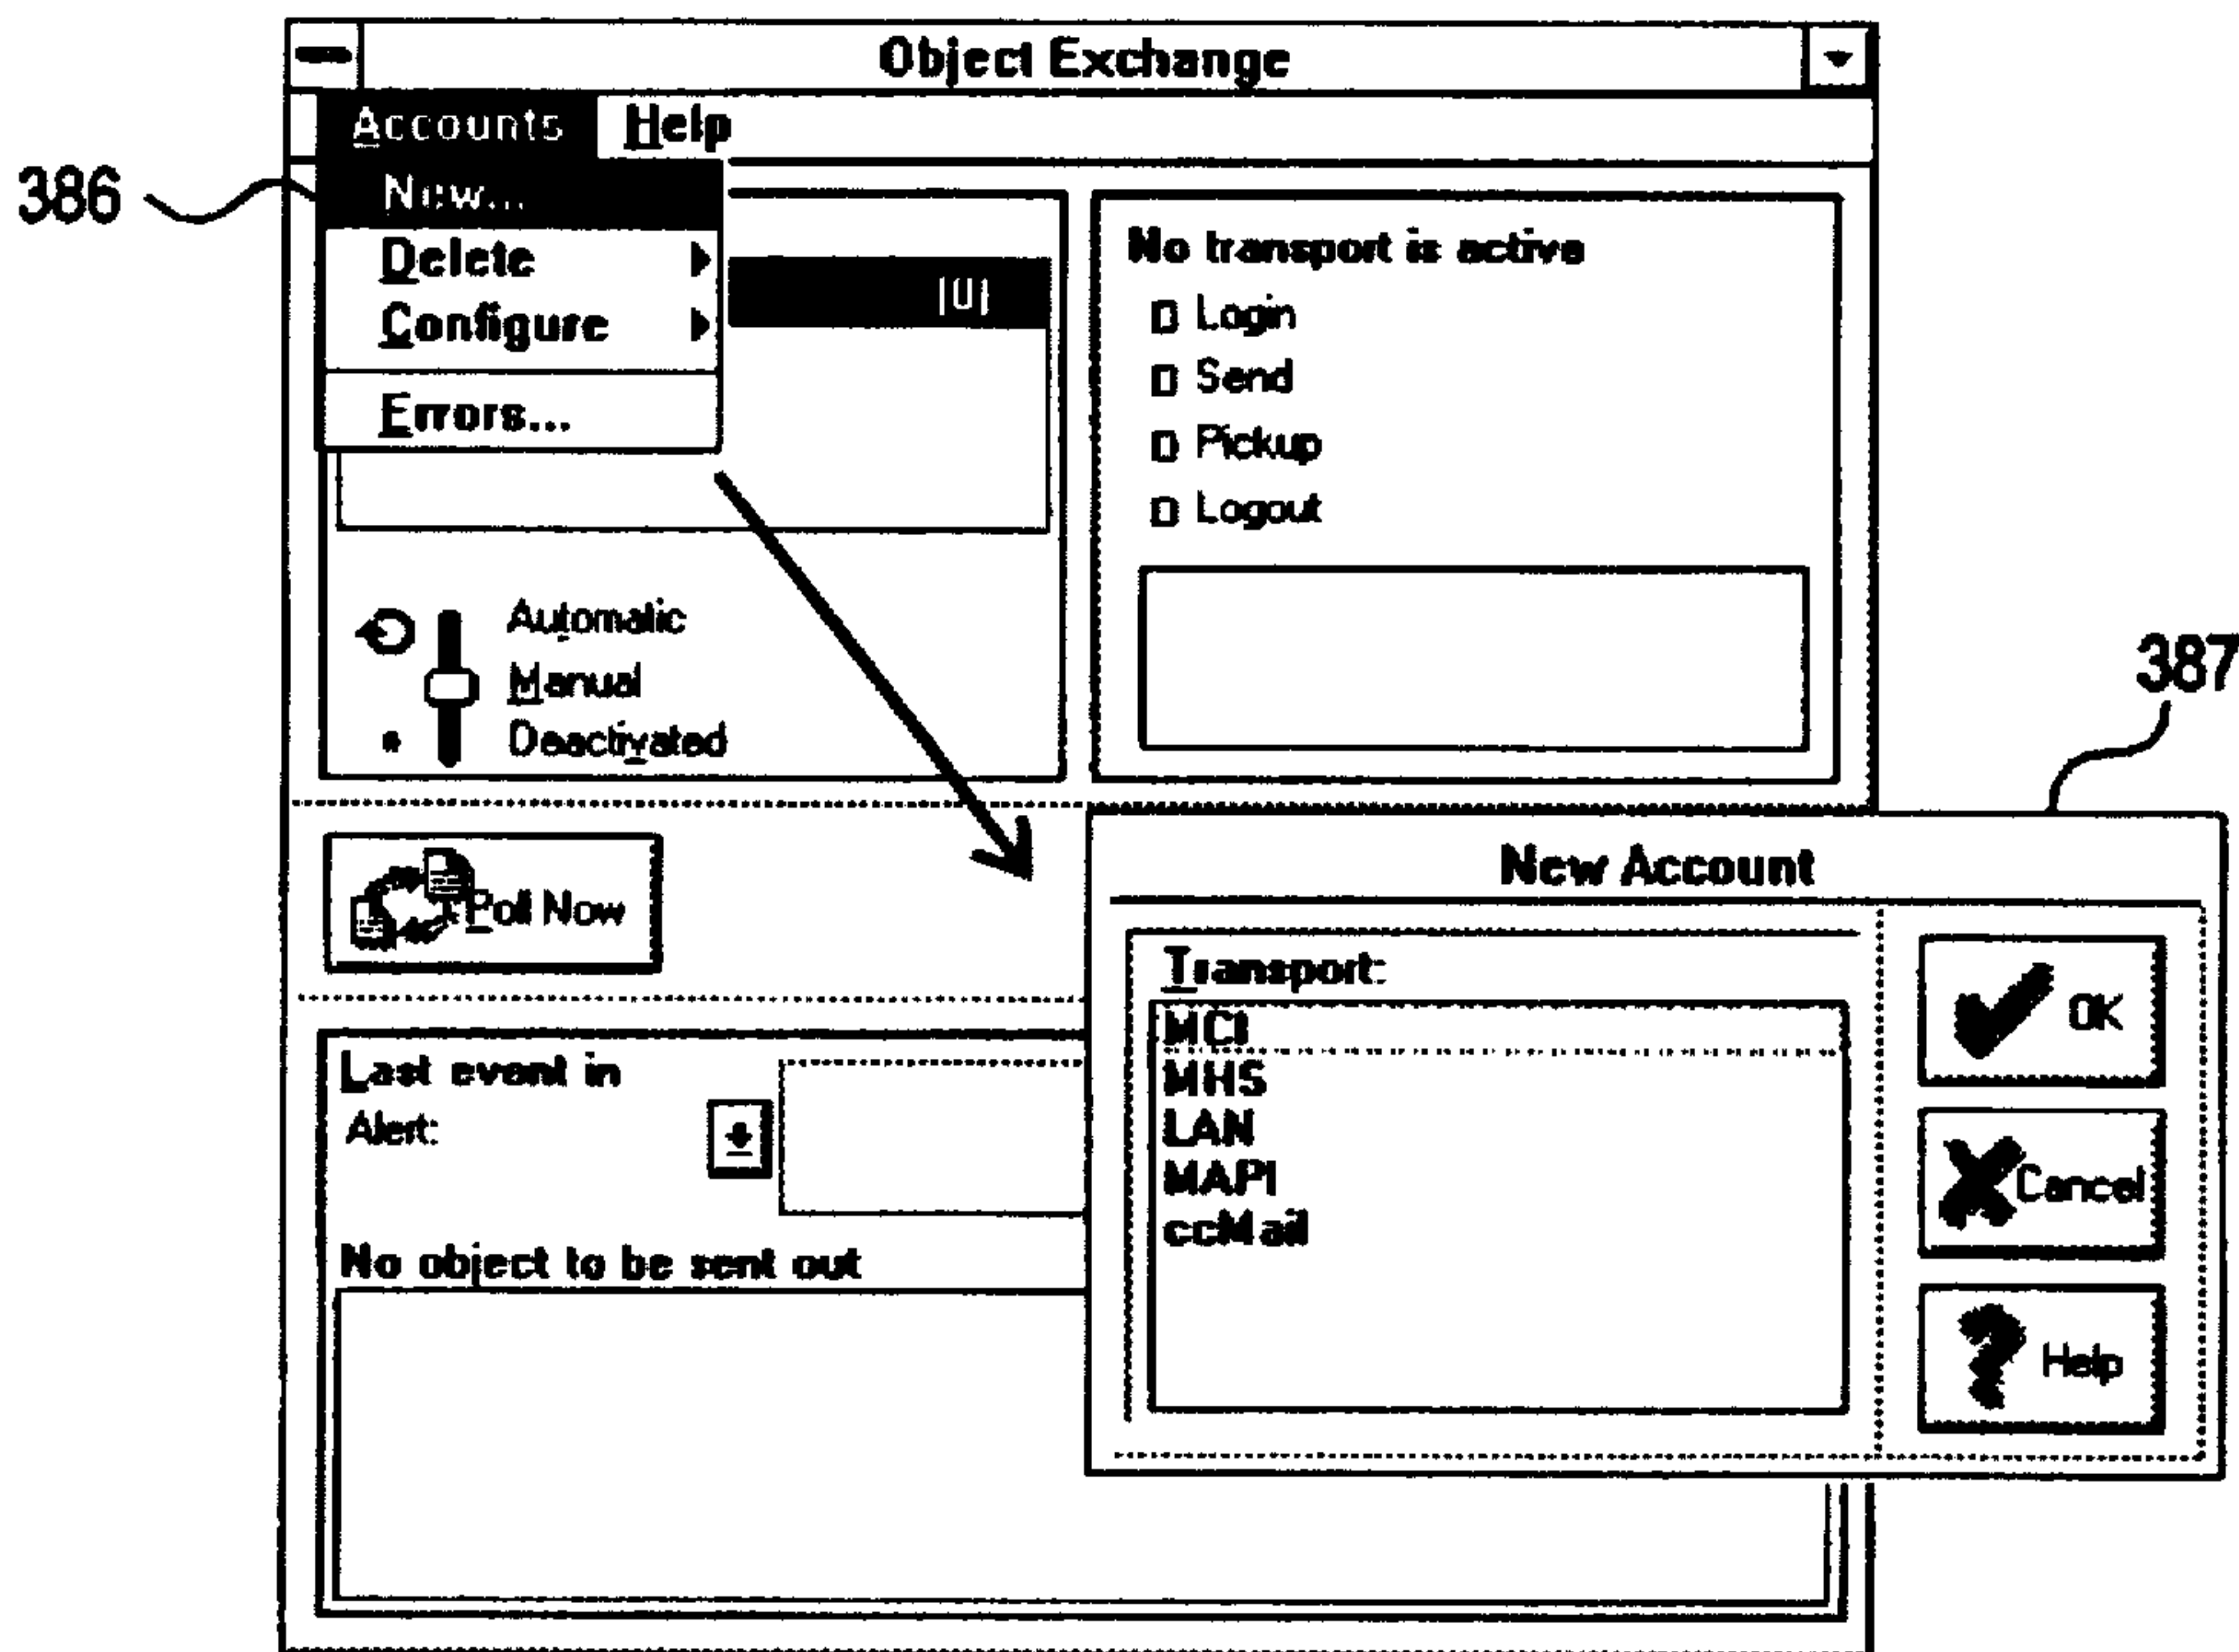 Object Exchange
Accounts Help
386
New...
Delete
Configure
Errors...
No transport is active
Login
Send
Pickup
Logout
Automatic
Manual
Deactivated
387
Poll Now
New Account
Transport:
MCI
MHS
LAN
MAPI
ccMail
OK
Cancel
Help
Last event in
Alert:
No object to be sent out